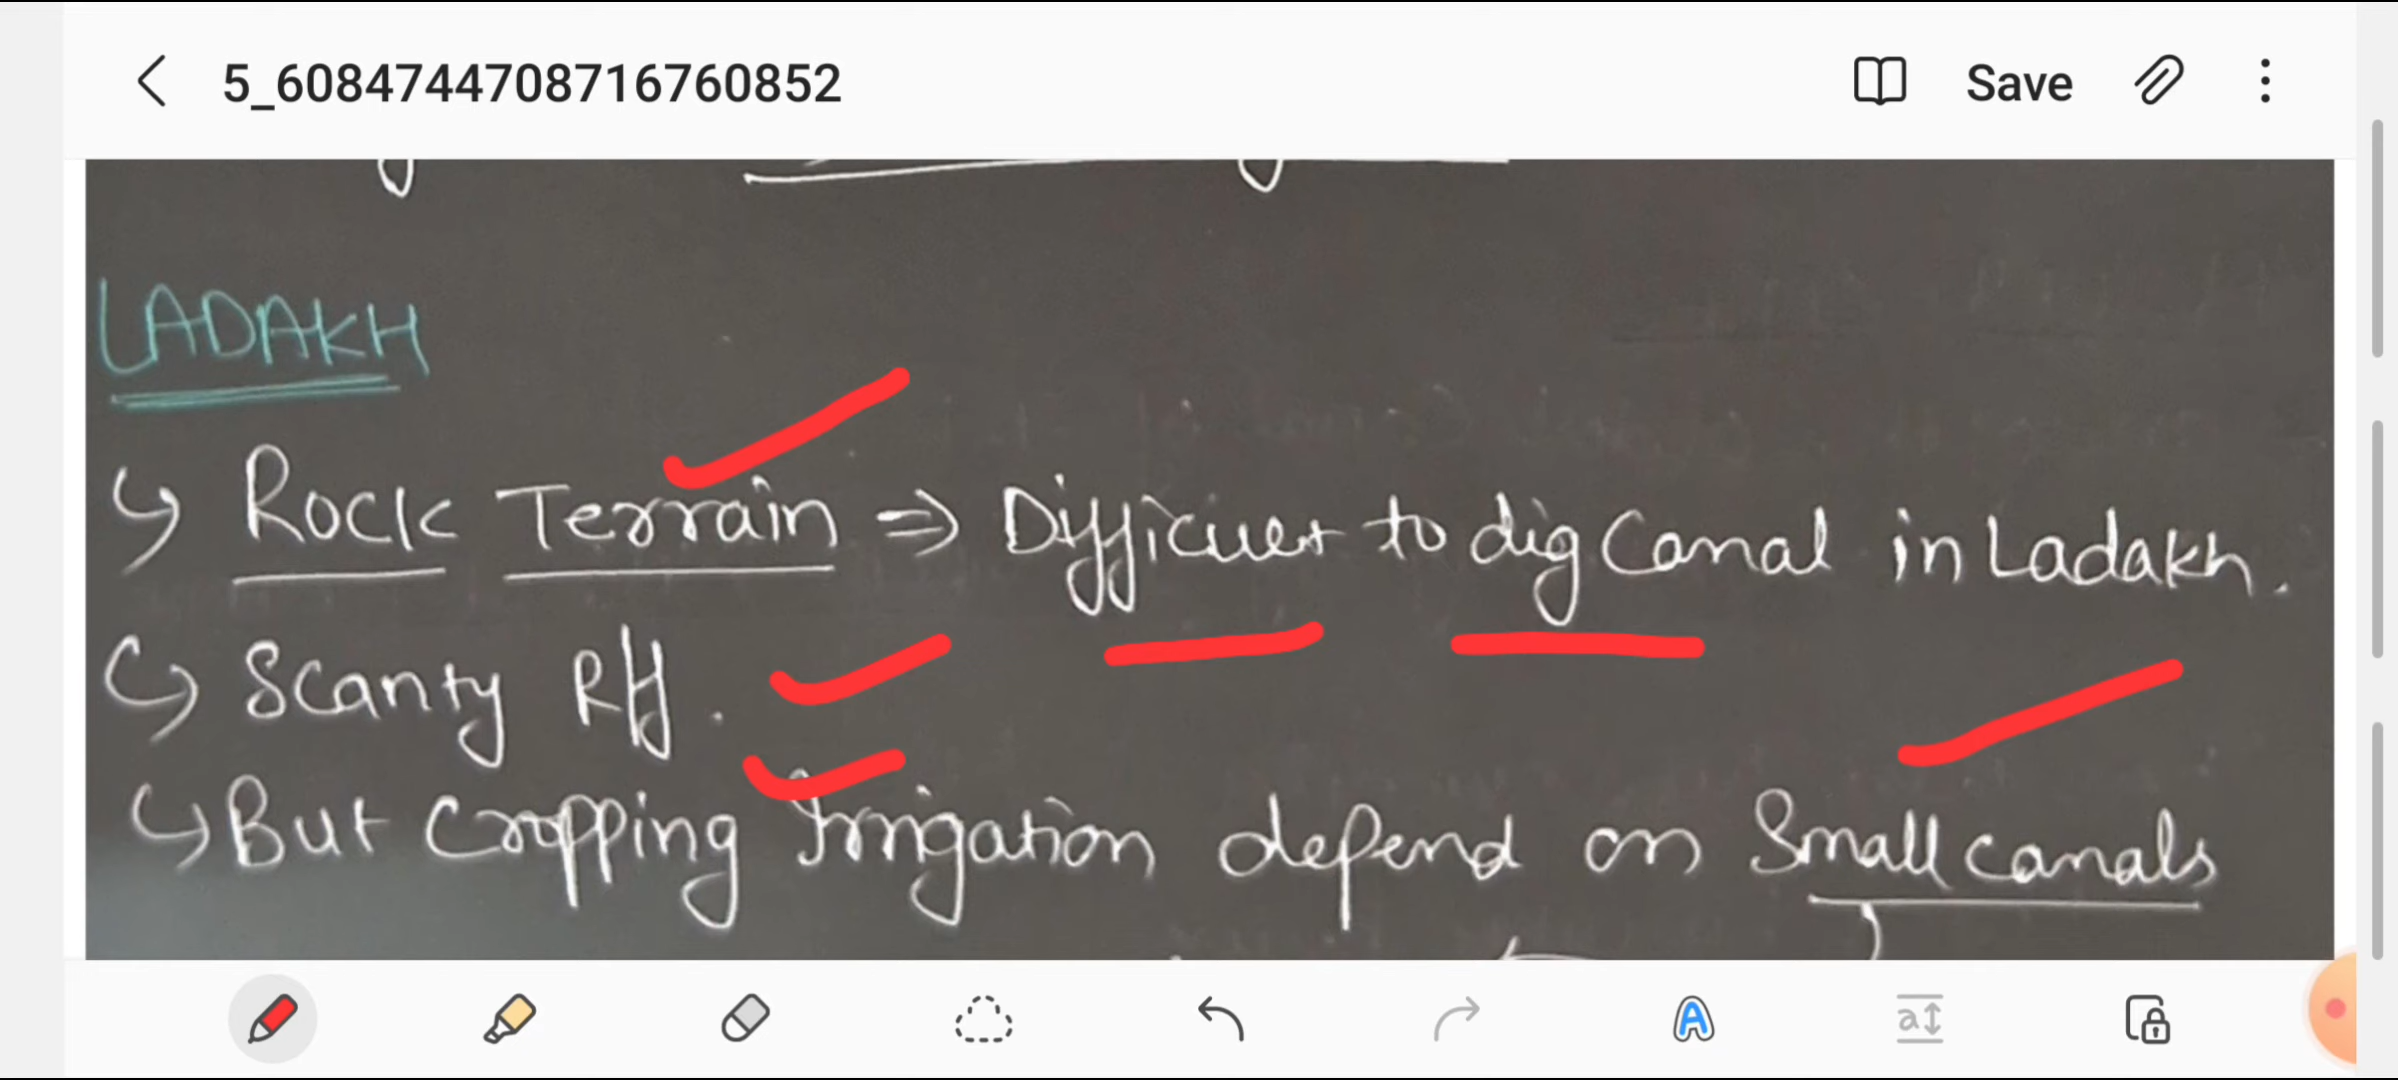 5_6084744708716760852
Save
LADAKH
↳ Rock Terrain ⇒ Difficult to dig Canal in Ladakh.
↳ Scanty Rf.
↳ But Cropping Irrigation depend on Small canals
A
a